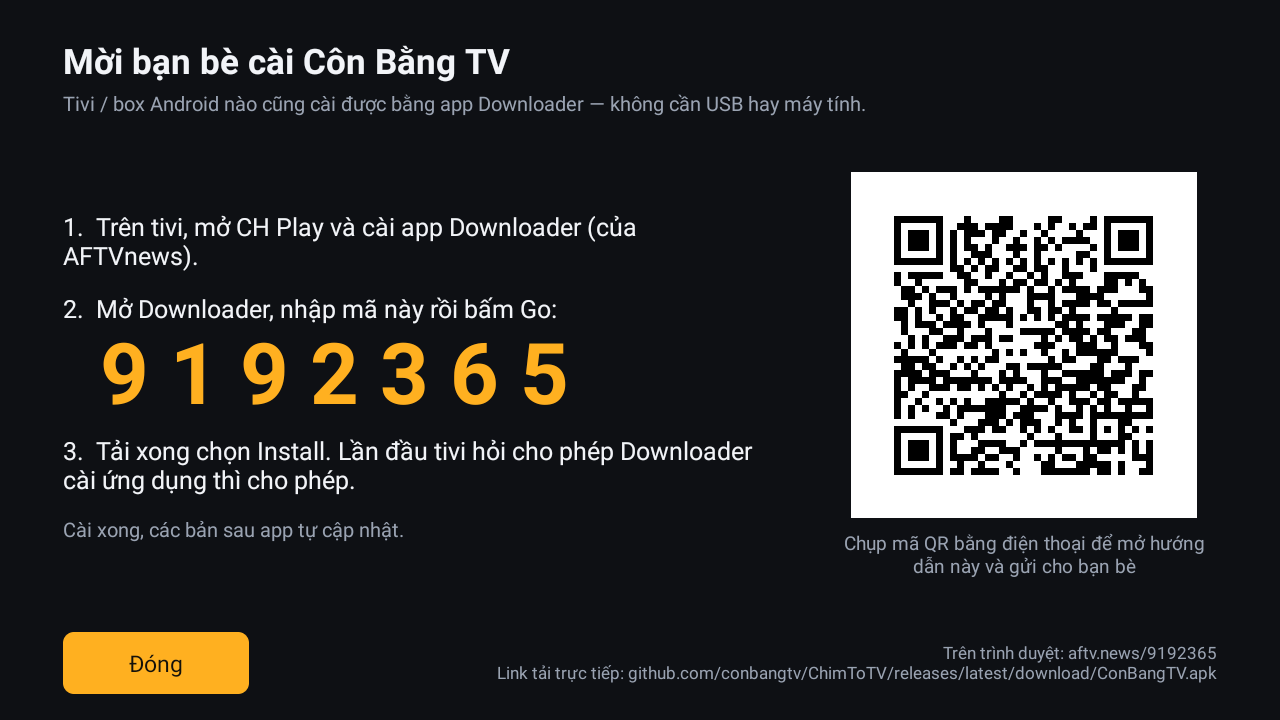 Mời bạn bè cài Côn Bằng TV
Tivi / box Android nào cũng cài được bằng app Downloader — không cần USB hay máy tính.
1. Trên tivi, mở CH Play và cài app Downloader (của
AFTVnews).
2. Mở Downloader, nhập mã này rồi bấm Go:
9 1 9 2 3 6 5
3. Tải xong chọn Install. Lần đầu tivi hỏi cho phép Downloader
cài ứng dụng thì cho phép.
Cài xong, các bản sau app tự cập nhật.
Chụp mã QR bằng điện thoại để mở hướng
dẫn này và gửi cho bạn bè
Đóng
Trên trình duyệt: aftv.news/9192365
Link tải trực tiếp: github.com/conbangtv/ChimToTV/releases/latest/download/ConBangTV.apk